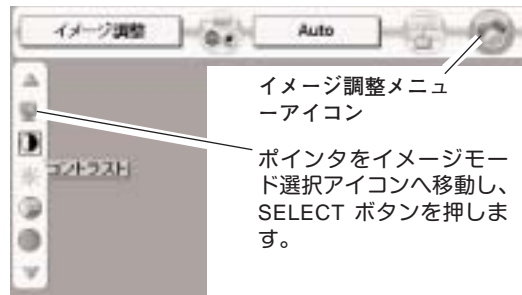 イメージ調整
Auto
イメージ調整メニュ
ーアイコン
コントラスト
ポインタをイメージモー
ド選択アイコンへ移動し、
SELECT ボタンを押しま
す。